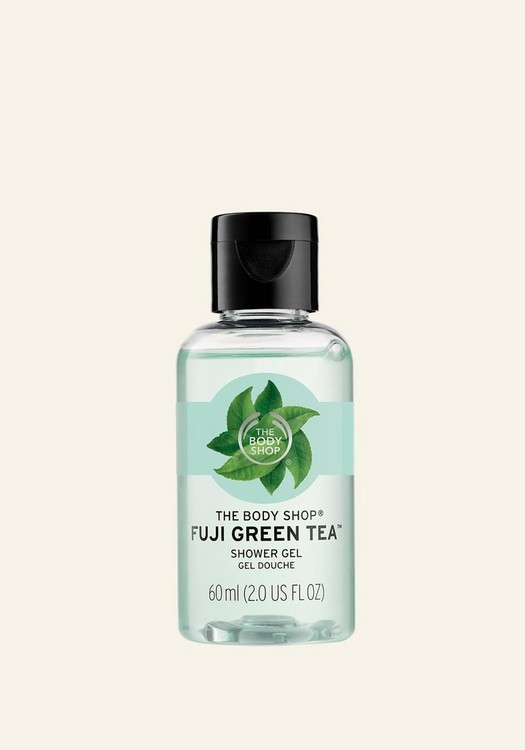 THE
BODY
SHOP
®
THE BODY SHOP®
FUJI GREEN TEA™
SHOWER GEL
GEL DOUCHE
60 ml (2.0 US FL OZ)